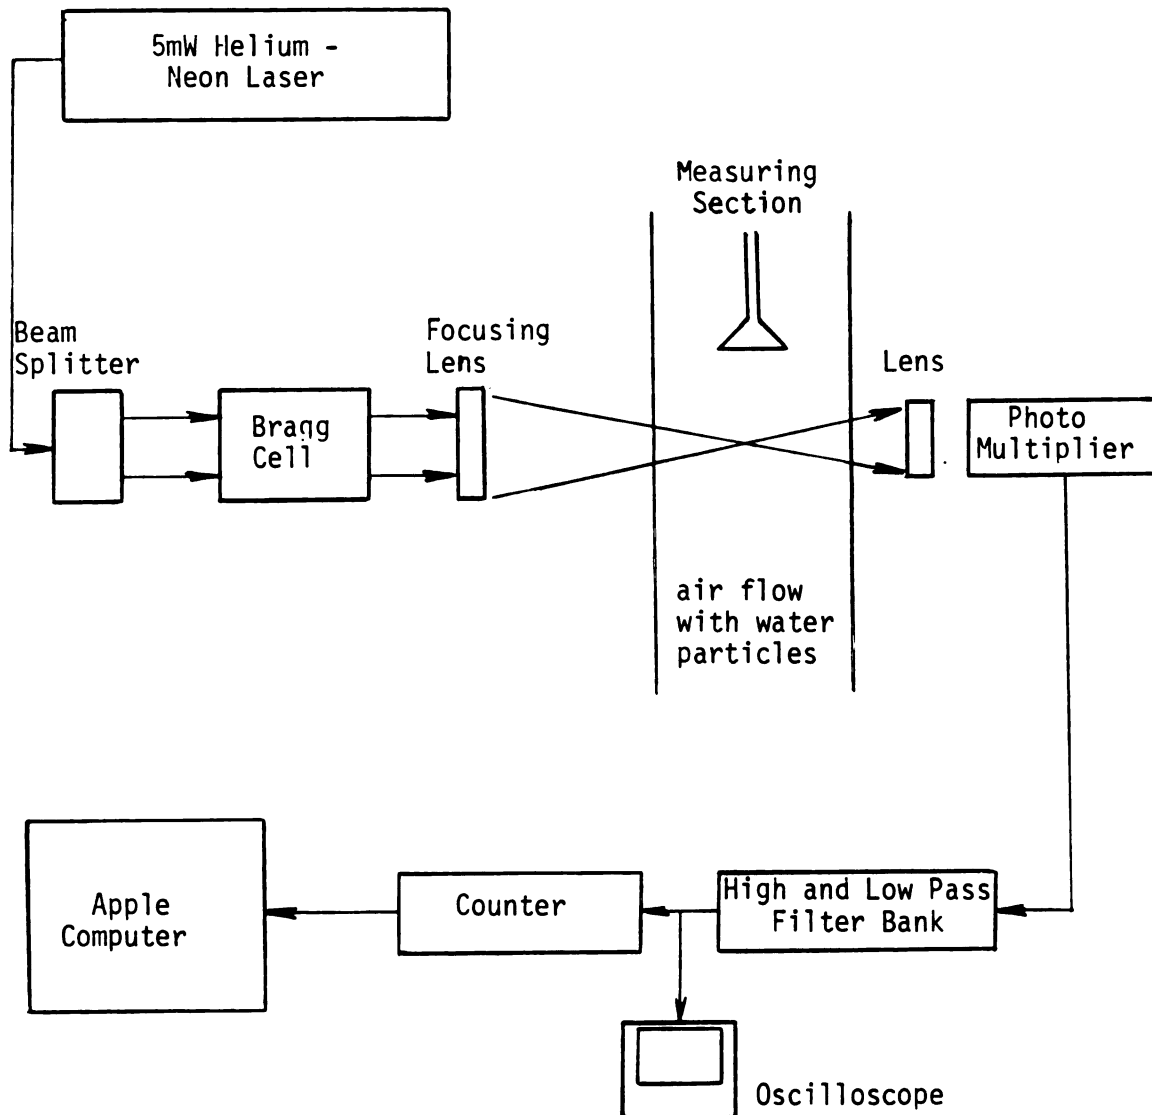 5mW Helium -
Neon Laser
Measuring
Section
Beam
Splitter
Focusing
Lens
Lens
Bragg
Cell
Photo
Multiplier
air flow
with water
particles
Apple
Computer
Counter
High and Low Pass
Filter Bank
Oscilloscope